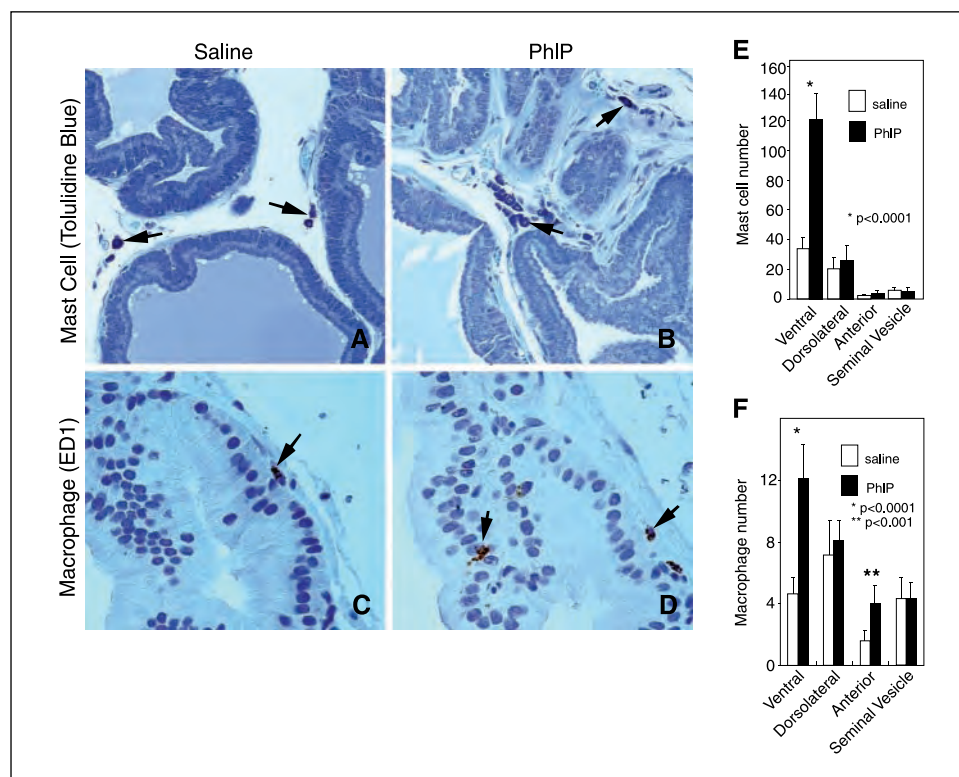 Saline
PhIP
Mast Cell (Tolulidine Blue)
A
B
Macrophage (ED1)
C
D
E
160
140
120
100
80
60
40
20
0
Mast cell number
*
saline
PhIP
* p<0.0001
Ventral
Dorsolateral
Anterior
Seminal Vesicle
F
12
8
4
0
Macrophage number
*
saline
PhIP
* p<0.0001
** p<0.001
**
Ventral
Dorsolateral
Anterior
Seminal Vesicle